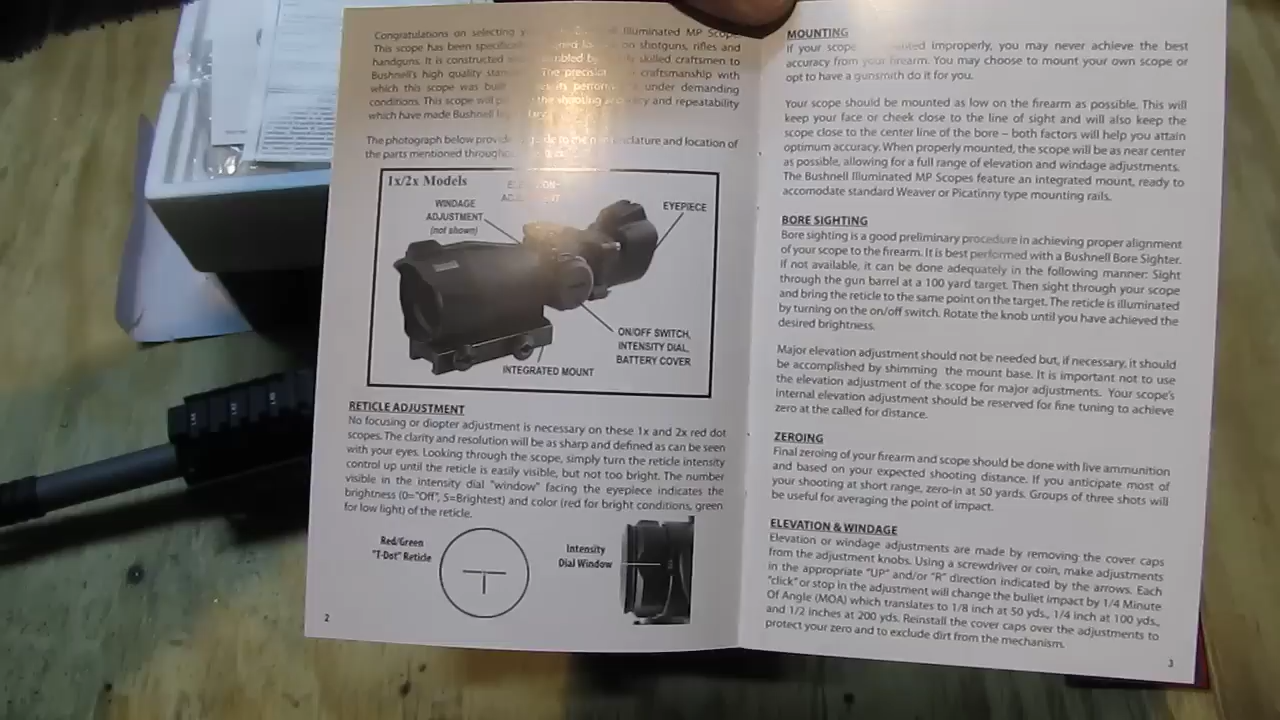 Congratulations on selecting Illuminated MP Scope.
This scope has been on shotguns, rifles and
handguns. It is constructed skilled craftsmen to
Bushnell's high quality The precision craftsmanship with
which this scope was built its under demanding
conditions. This scope will the shooting and repeatability
which have made Bushnell
The photograph below to the nomenclature and location of
the parts mentioned
1x/2x Models
WINDAGE
ADJUSTMENT
(not shown)
EYEPIECE
ON/OFF SWITCH,
INTENSITY DIAL,
BATTERY COVER
INTEGRATED MOUNT
RETICLE ADJUSTMENT
No focusing or diopter adjustment is necessary on these 1x and 2x red dot
scopes. The clarity and resolution will be as sharp and defined as can be seen
with your eyes. Looking through the scope, simply turn the reticle intensity
control up until the reticle is easily visible, but not too bright. The number
visible in the intensity dial "window" facing the eyepiece indicates the
brightness (0="Off", 5=Brightest) and color (red for bright conditions, green
for low light) of the reticle.
Red/Green
"T-Dot" Reticle
Intensity
Dial Window
2
MOUNTING
If your scope improperly, you may never achieve the best
accuracy from your firearm. You may choose to mount your own scope or
opt to have a gunsmith do it for you.
Your scope should be mounted as low on the firearm as possible. This will
keep your face or cheek close to the line of sight and will also keep the
scope close to the center line of the bore – both factors will help you attain
optimum accuracy. When properly mounted, the scope will be as near center
as possible, allowing for a full range of elevation and windage adjustments.
The Bushnell Illuminated MP Scopes feature an integrated mount, ready to
accomodate standard Weaver or Picatinny type mounting rails.
BORE SIGHTING
Bore sighting is a good preliminary procedure in achieving proper alignment
of your scope to the firearm. It is best performed with a Bushnell Bore Sighter.
If not available, it can be done adequately in the following manner: Sight
through the gun barrel at a 100 yard target. Then sight through your scope
and bring the reticle to the same point on the target. The reticle is illuminated
by turning on the on/off switch. Rotate the knob until you have achieved the
desired brightness.
Major elevation adjustment should not be needed but, if necessary, it should
be accomplished by shimming the mount base. It is important not to use
the elevation adjustment of the scope for major adjustments. Your scope's
internal elevation adjustment should be reserved for fine tuning to achieve
zero at the called for distance.
ZEROING
Final zeroing of your firearm and scope should be done with live ammunition
and based on your expected shooting distance. If you anticipate most of
your shooting at short range, zero-in at 50 yards. Groups of three shots will
be useful for averaging the point of impact.
ELEVATION & WINDAGE
Elevation or windage adjustments are made by removing the cover caps
from the adjustment knobs. Using a screwdriver or coin, make adjustments
in the appropriate "UP" and/or "R" direction indicated by the arrows. Each
"click" or stop in the adjustment will change the bullet impact by 1/4 Minute
Of Angle (MOA) which translates to 1/8 inch at 50 yds., 1/4 inch at 100 yds.,
and 1/2 inches at 200 yds. Reinstall the cover caps over the adjustments to
protect your zero and to exclude dirt from the mechanism.
3